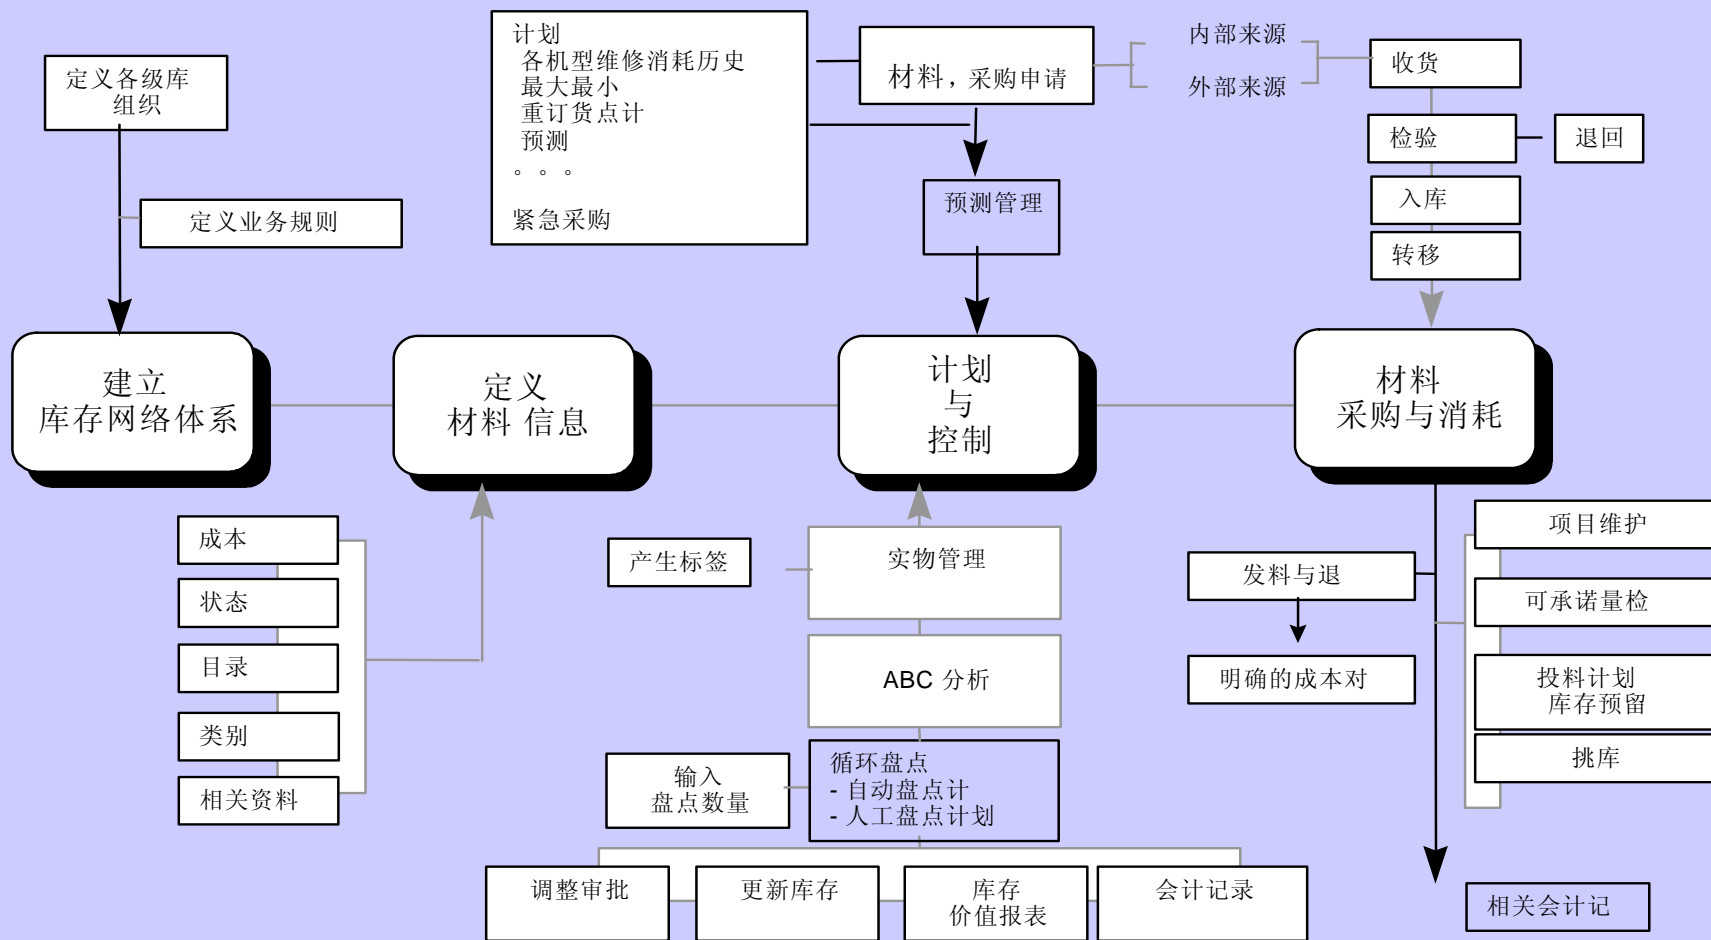 计划
各机型维修消耗历史
最大最小
重订货点计
预测
。。。
紧急采购
定义各级库
组织
定义业务规则
材料，采购申请
内部来源
外部来源
收货
检验
退回
入库
转移
预测管理
建立
库存网络体系
定义
材料 信息
计划
与
控制
材料
采购与消耗
成本
状态
目录
类别
相关资料
产生标签
实物管理
ABC 分析
输入
盘点数量
循环盘点
- 自动盘点计
- 人工盘点计划
调整审批
更新库存
库存
价值报表
会计记录
发料与退
明确的成本对
项目维护
可承诺量检
投料计划
库存预留
挑库
相关会计记